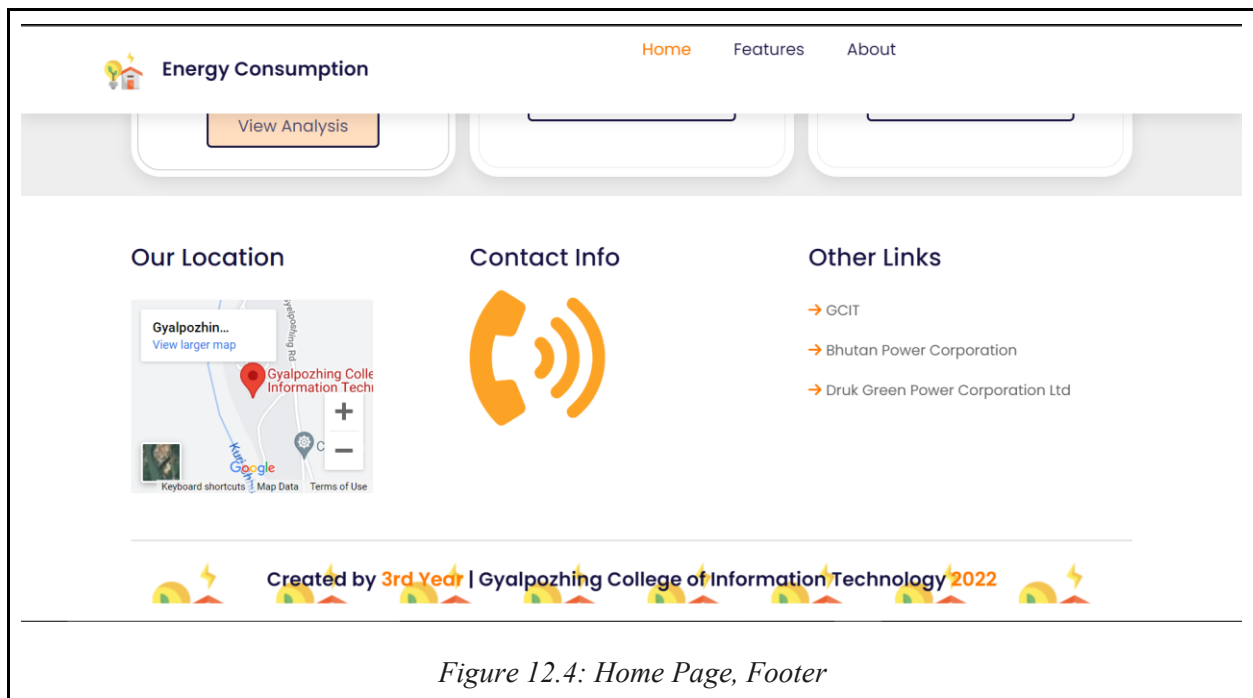 Energy Consumption
Home Features About
View Analysis
Our Location
Contact Info
Other Links
Gyalpozhin...
View larger map
Gyalpozhing Rd
Gyalpozhing Colle
Information Techn
+
C
−
Google
Keyboard shortcuts Map Data Terms of Use
→ GCIT
→ Bhutan Power Corporation
→ Druk Green Power Corporation Ltd
Created by 3rd Year | Gyalpozhing College of Information Technology 2022
Figure 12.4: Home Page, Footer